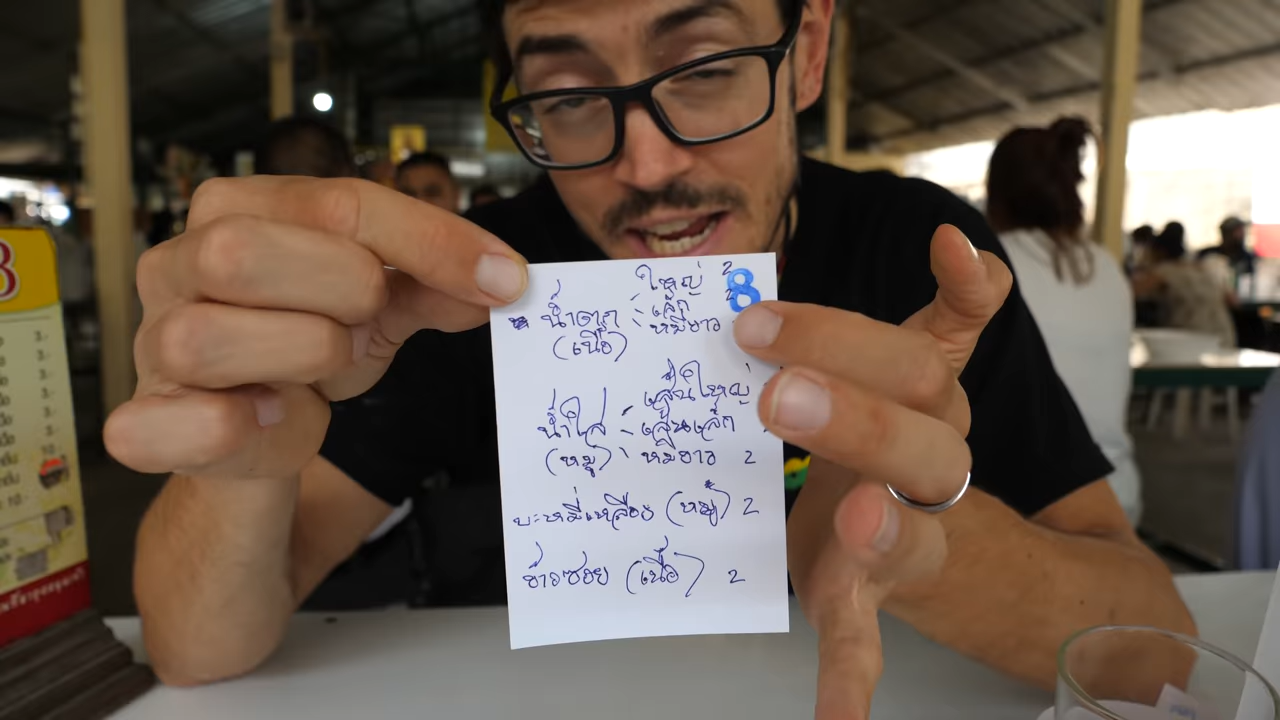 ใหญ่ 2
8
น้ำตก - เล็ก 2
(เนื้อ) หมี่ขาว
เส้นใหญ่
น้ำใส - เส้นเล็ก
(หมู) หมี่ขาว 2
บะหมี่เหลือง (หมู) 2
ข้าวซอย (เนื้อ) 2